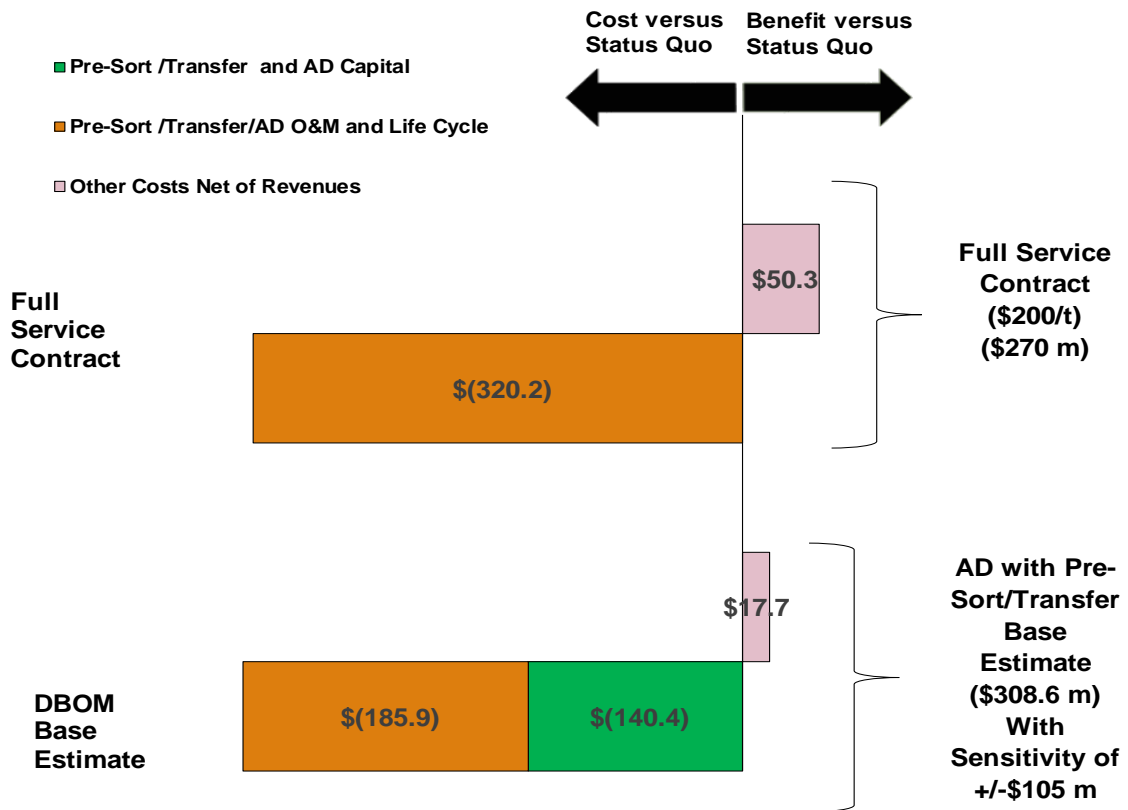 Cost versus
Status Quo
Benefit versus
Status Quo
Pre-Sort /Transfer and AD Capital
Pre-Sort /Transfer/AD O&M and Life Cycle
Other Costs Net of Revenues
Full
Service
Contract
$50.3
$(320.2)
Full Service
Contract
($200/t)
($270 m)
DBOM
Base
Estimate
$17.7
$(185.9)
$(140.4)
AD with Pre-
Sort/Transfer
Base
Estimate
($308.6 m)
With
Sensitivity of
+/-$105 m